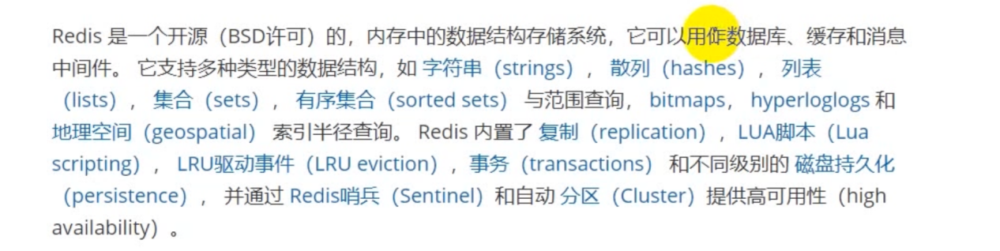 Redis 是一个开源（BSD许可）的，内存中的数据结构存储系统，它可以用作数据库、缓存和消息
中间件。 它支持多种类型的数据结构，如 字符串（strings）， 散列（hashes）， 列表
（lists）， 集合（sets）， 有序集合（sorted sets） 与范围查询， bitmaps， hyperloglogs 和
地理空间（geospatial） 索引半径查询。 Redis 内置了 复制（replication），LUA脚本（Lua
scripting）， LRU驱动事件（LRU eviction），事务（transactions） 和不同级别的 磁盘持久化
（persistence）， 并通过 Redis哨兵（Sentinel）和自动 分区（Cluster）提供高可用性（high
availability）。